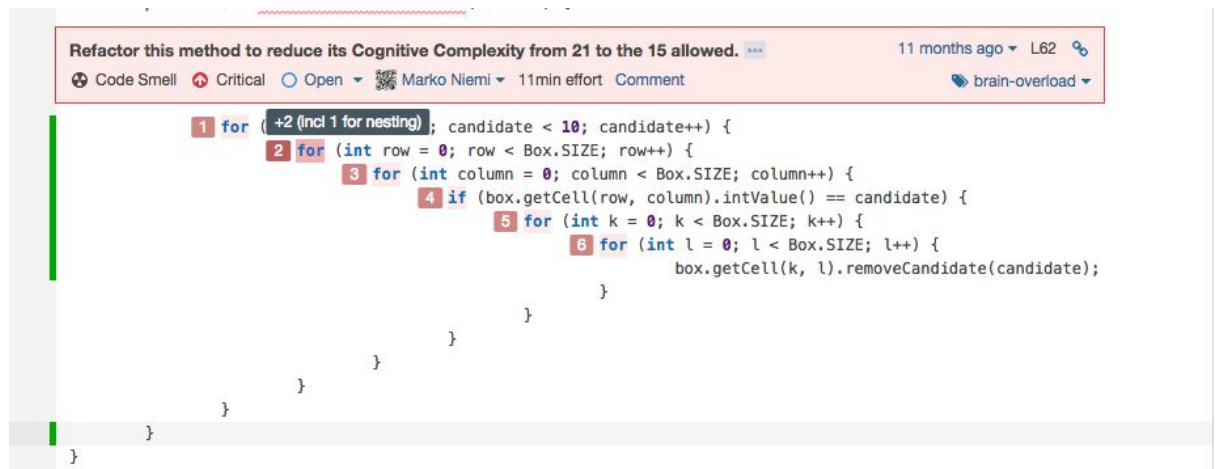 Refactor this method to reduce its Cognitive Complexity from 21 to the 15 allowed. ... 11 months ago L62
Code Smell Critical Open Marko Niemi 11min effort Comment brain-overload
1 for ( +2 (incl 1 for nesting) ; candidate < 10; candidate++) {
2 for (int row = 0; row < Box.SIZE; row++) {
3 for (int column = 0; column < Box.SIZE; column++) {
4 if (box.getCell(row, column).intValue() == candidate) {
5 for (int k = 0; k < Box.SIZE; k++) {
6 for (int l = 0; l < Box.SIZE; l++) {
box.getCell(k, l).removeCandidate(candidate);
}
}
}
}
}
}
}
}